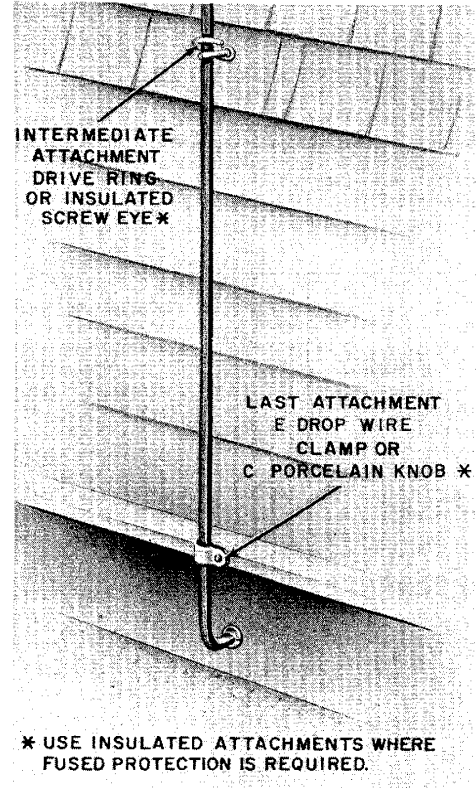 INTERMEDIATE
ATTACHMENT
DRIVE RING
OR INSULATED
SCREW EYE*
LAST ATTACHMENT
E DROP WIRE
CLAMP OR
C PORCELAIN KNOB *
* USE INSULATED ATTACHMENTS WHERE
FUSED PROTECTION IS REQUIRED.